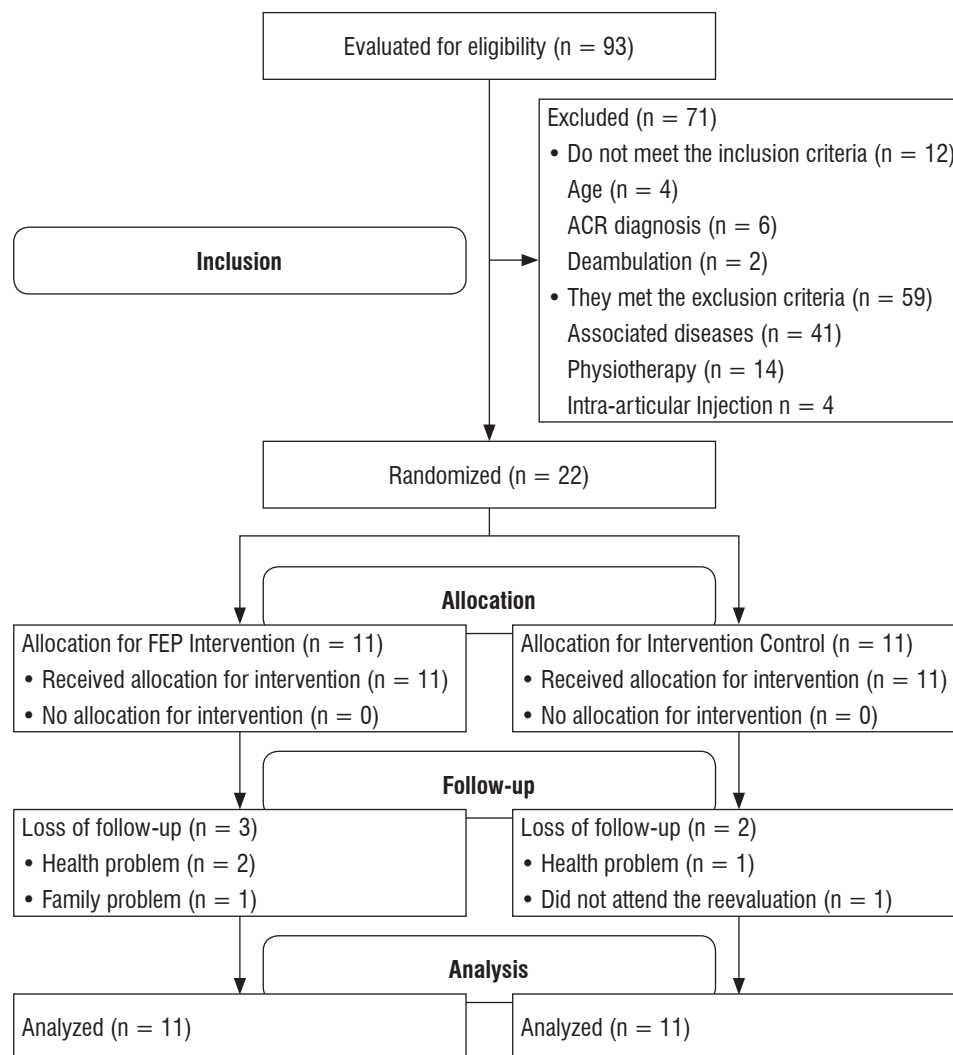 Evaluated for eligibility (n = 93)
Excluded (n = 71)
• Do not meet the inclusion criteria (n = 12)
Age (n = 4)
ACR diagnosis (n = 6)
Deambulation (n = 2)
• They met the exclusion criteria (n = 59)
Associated diseases (n = 41)
Physiotherapy (n = 14)
Intra-articular Injection n = 4
Inclusion
Randomized (n = 22)
Allocation
Allocation for FEP Intervention (n = 11)
• Received allocation for intervention (n = 11)
• No allocation for intervention (n = 0)
Allocation for Intervention Control (n = 11)
• Received allocation for intervention (n = 11)
• No allocation for intervention (n = 0)
Follow-up
Loss of follow-up (n = 3)
• Health problem (n = 2)
• Family problem (n = 1)
Loss of follow-up (n = 2)
• Health problem (n = 1)
• Did not attend the reevaluation (n = 1)
Analysis
Analyzed (n = 11)
Analyzed (n = 11)